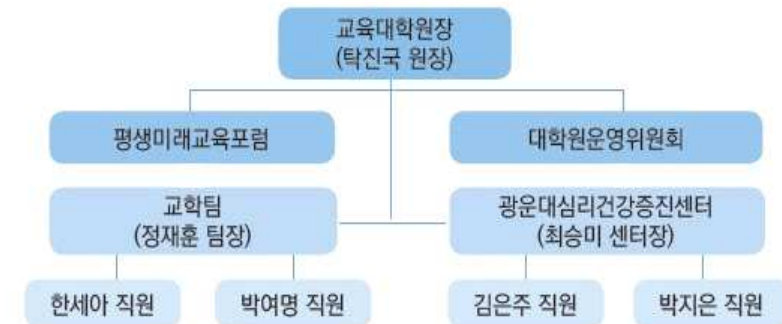 교육대학원장
(탁진국 원장)
평생미래교육포럼
대학원운영위원회
교학팀
(정재훈 팀장)
광운대심리건강증진센터
(최승미 센터장)
한세아 직원
박여명 직원
김은주 직원
박지은 직원